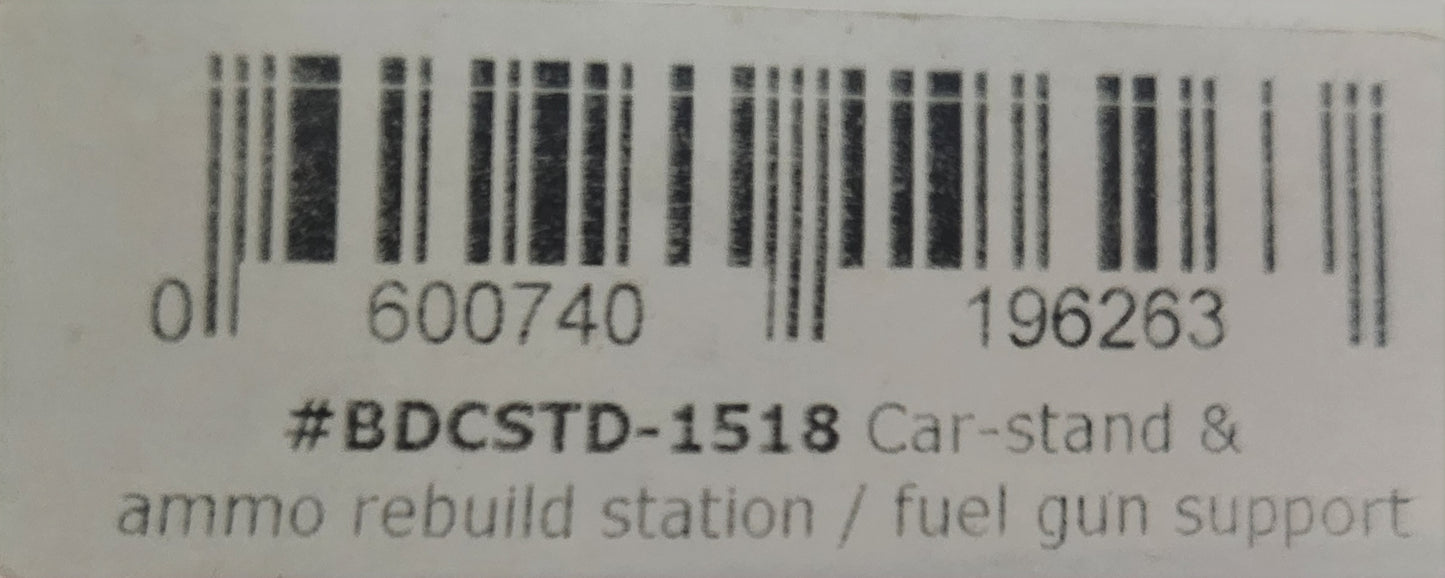 0 600740 196263
#BDCSTD-1518 Car-stand &
ammo rebuild station / fuel gun support